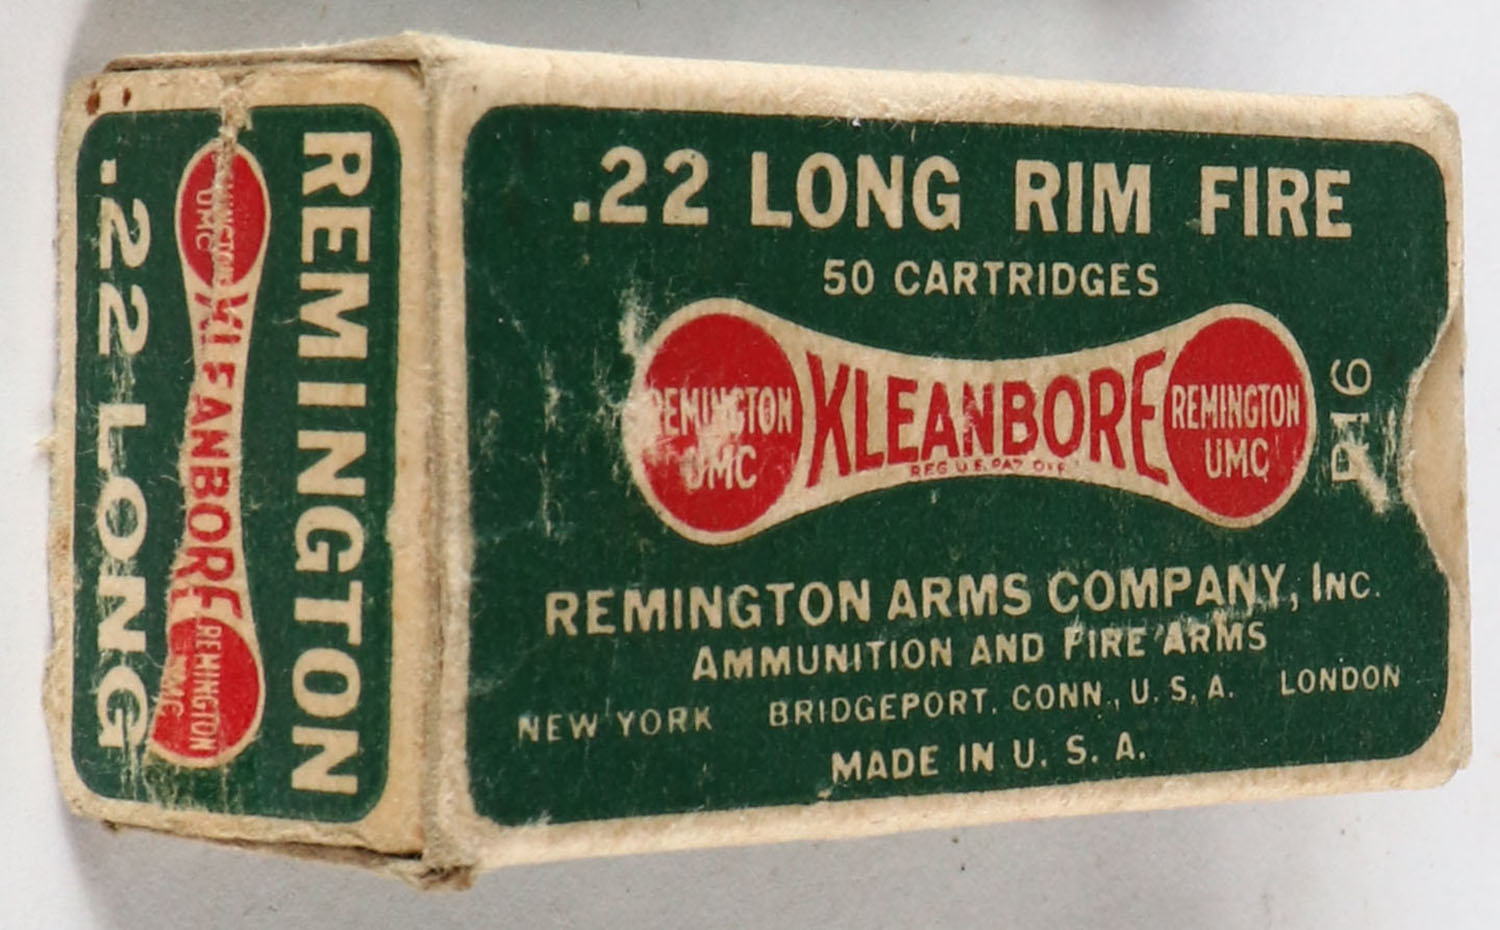 .22 LONG RIM FIRE
50 CARTRIDGES
REMINGTON
UMC
KLEANBORE
REG. U.S. PAT. OFF.
REMINGTON
UMC
R16
REMINGTON ARMS COMPANY, INC.
AMMUNITION AND FIRE ARMS
NEW YORK BRIDGEPORT, CONN., U. S. A. LONDON
MADE IN U. S. A.
REMINGTON
REMINGTON
UMC
KLEANBORE
REMINGTON
UMC
.22 LONG